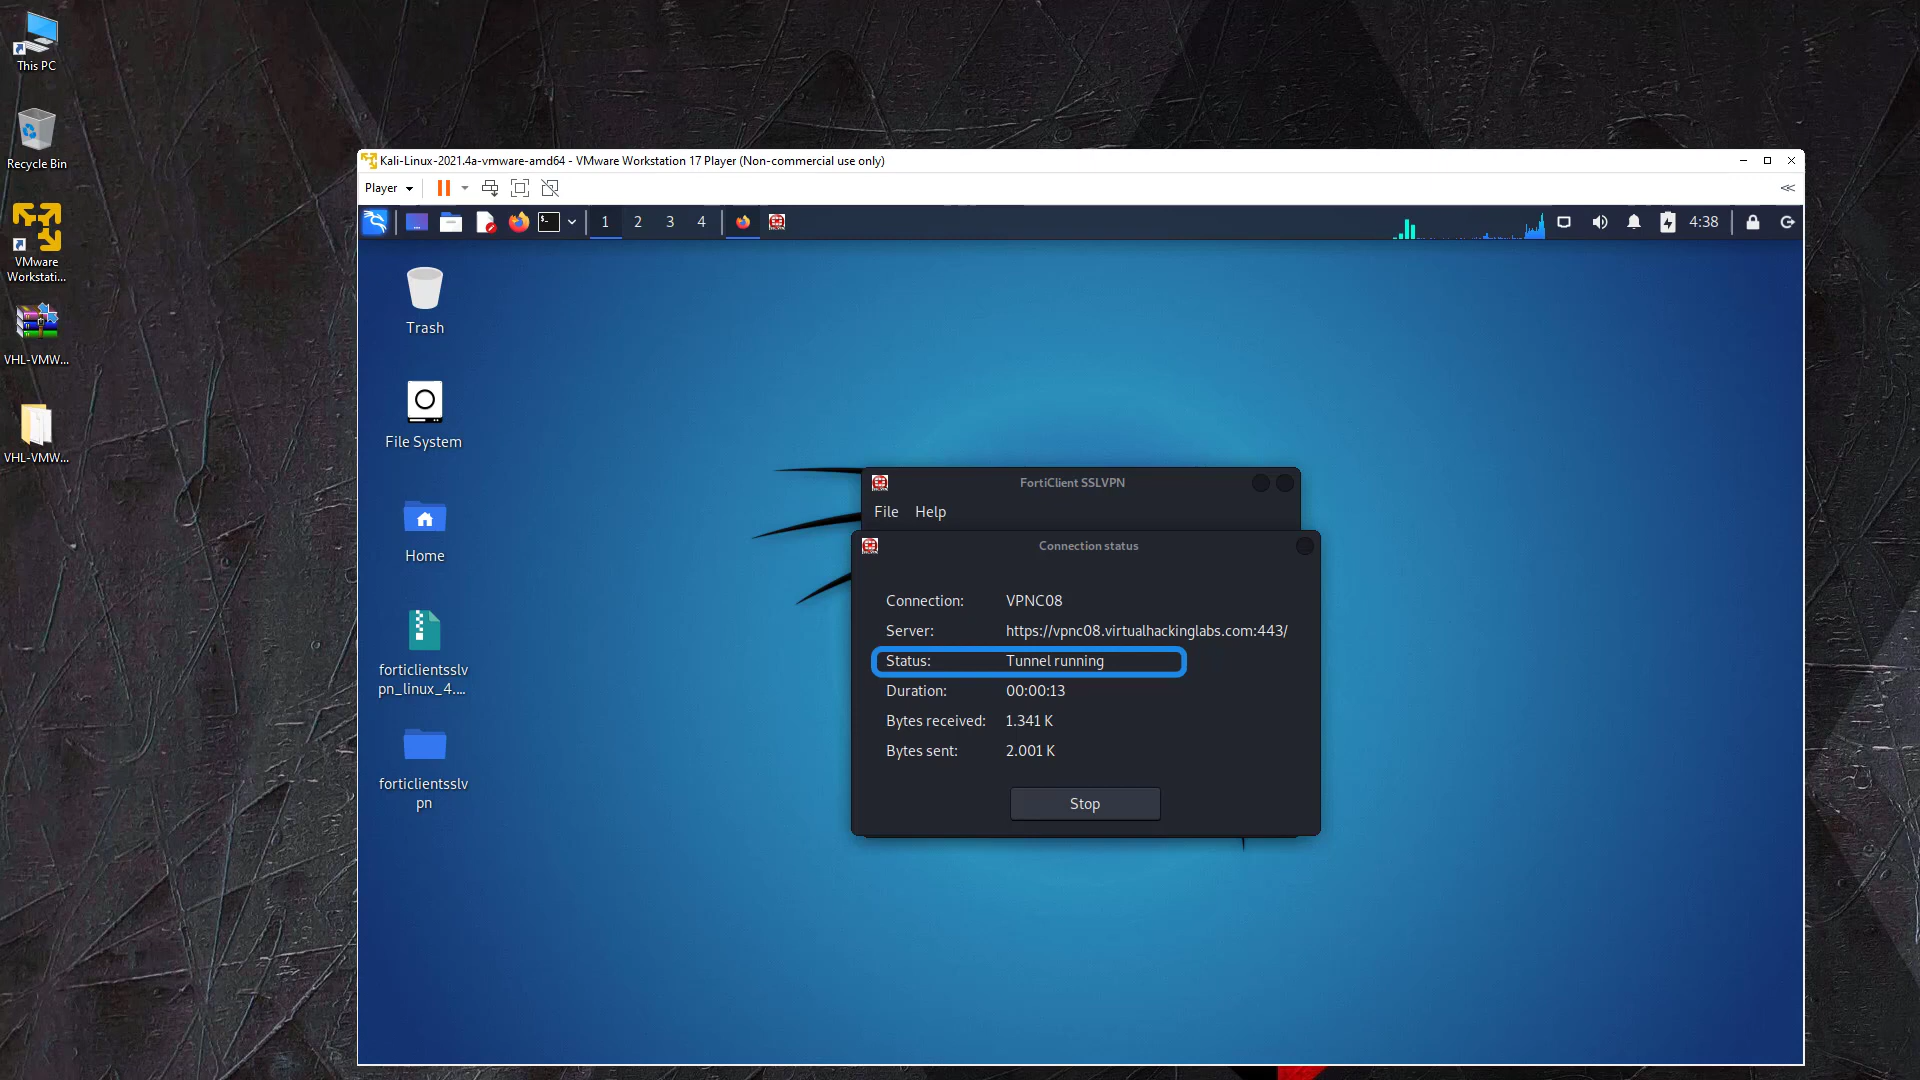 This PC
Recycle Bin
VMware
Workstati...
VHL-VMW...
VHL-VMW...
Kali-Linux-2021.4a-vmware-amd64 - VMware Workstation 17 Player (Non-commercial use only)
Player
1 2 3 4
4:38
Trash
File System
Home
forticlientsslv
pn_linux_4....
forticlientsslv
pn
FortiClient SSLVPN
File Help
Connection status
Connection: VPNC08
Server: https://vpnc08.virtualhackinglabs.com:443/
Status: Tunnel running
Duration: 00:00:13
Bytes received: 1.341 K
Bytes sent: 2.001 K
Stop